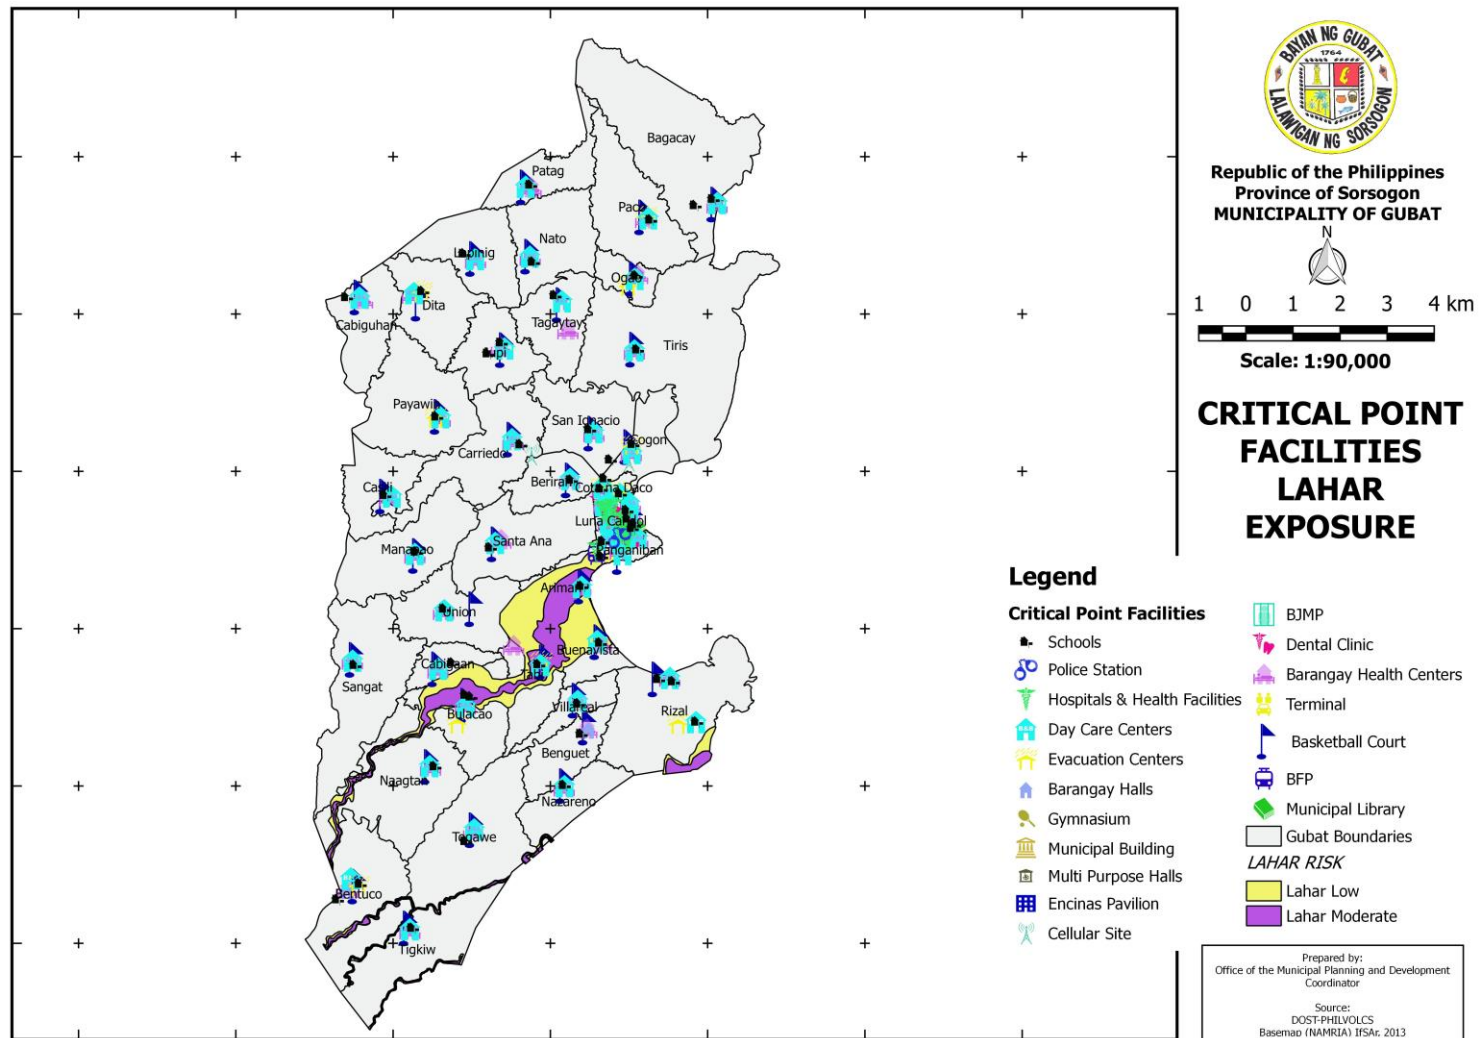 Bagacay
Patag
Paco
Nato
Lapinig
Ogao
Dita
Cabiguhan
Tagaytay
Tiris
Payawin
San Ignacio
Cogon
Carriedo
Beriran
Luna Candol
Santa Ana
Panganiban
Manapao
Ariman
Union
Buenavista
Cabigaan
Sangat
Bulacao
Villareal
Rizal
Benguet
Naagtan
Nazareno
Togawe
Bentuco
Tigkiw
BAYAN NG GUBAT
1764
LALAWIGAN NG SORSOGON
Republic of the Philippines
Province of Sorsogon
MUNICIPALITY OF GUBAT
N
1 0 1 2 3 4 km
Scale: 1:90,000
CRITICAL POINT
FACILITIES
LAHAR
EXPOSURE
Legend
Critical Point Facilities
Schools
Police Station
Hospitals & Health Facilities
Day Care Centers
Evacuation Centers
Barangay Halls
Gymnasium
Municipal Building
Multi Purpose Halls
Encinas Pavilion
Cellular Site
BJMP
Dental Clinic
Barangay Health Centers
Terminal
Basketball Court
BFP
Municipal Library
Gubat Boundaries
LAHAR RISK
Lahar Low
Lahar Moderate
Prepared by:
Office of the Municipal Planning and Development
Coordinator
Source:
DOST-PHILVOLCS
Basemap (NAMRIA) IfSAr, 2013